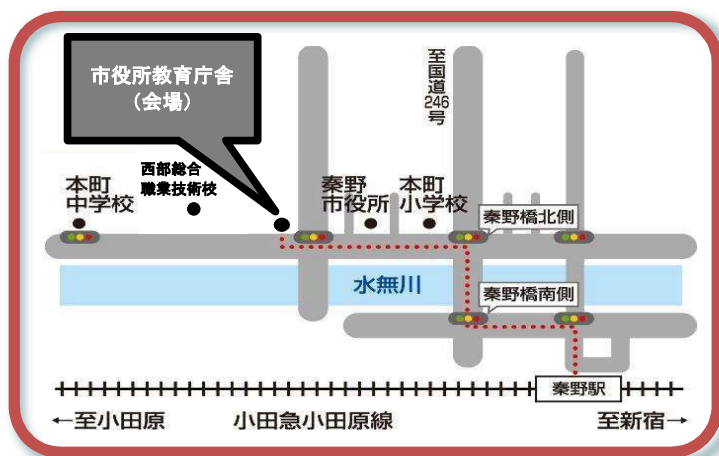 市役所教育庁舎
（会場）
至国道246号
西部総合
職業技術校
本町
中学校
秦野
市役所
本町
小学校
秦野橋北側
水無川
秦野橋南側
秦野駅
←至小田原
小田急小田原線
至新宿→